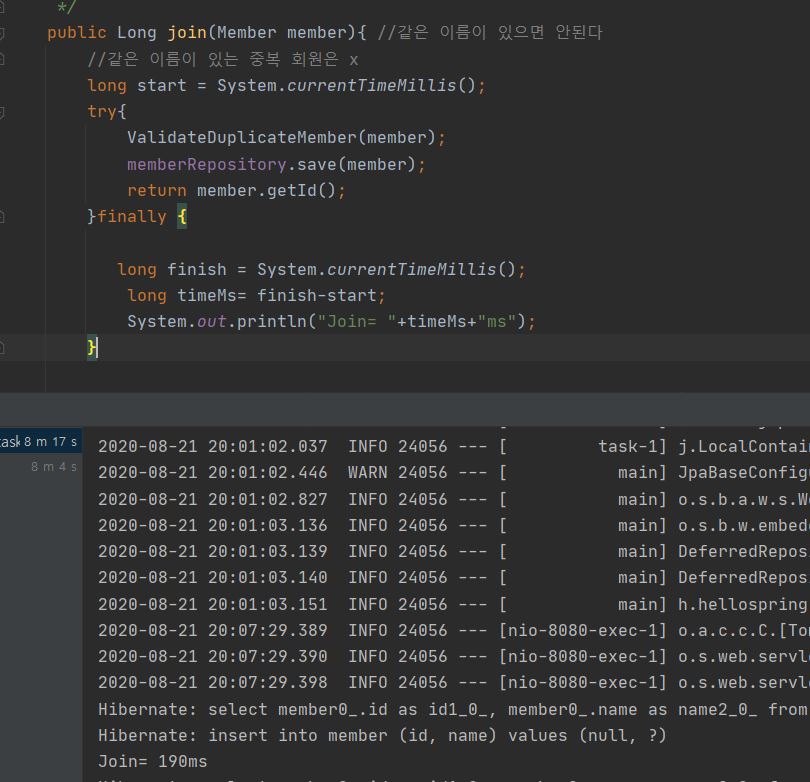 */
public Long join(Member member){ //같은 이름이 있으면 안된다
//같은 이름이 있는 중복 회원은 x
long start = System.currentTimeMillis();
try{
ValidateDuplicateMember(member);
memberRepository.save(member);
return member.getId();
}finally {
long finish = System.currentTimeMillis();
long timeMs= finish-start;
System.out.println("Join= "+timeMs+"ms");
}
task 8 m 17 s
8 m 4 s
2020-08-21 20:01:02.037 INFO 24056 --- [ task-1] j.LocalContain
2020-08-21 20:01:02.446 WARN 24056 --- [ main] JpaBaseConfigu
2020-08-21 20:01:02.827 INFO 24056 --- [ main] o.s.b.a.w.s.We
2020-08-21 20:01:03.136 INFO 24056 --- [ main] o.s.b.w.embedde
2020-08-21 20:01:03.139 INFO 24056 --- [ main] DeferredRepos
2020-08-21 20:01:03.140 INFO 24056 --- [ main] DeferredRepos
2020-08-21 20:01:03.151 INFO 24056 --- [ main] h.hellospring
2020-08-21 20:07:29.389 INFO 24056 --- [nio-8080-exec-1] o.a.c.c.C.[Tom
2020-08-21 20:07:29.390 INFO 24056 --- [nio-8080-exec-1] o.s.web.servle
2020-08-21 20:07:29.398 INFO 24056 --- [nio-8080-exec-1] o.s.web.servle
Hibernate: select member0_.id as id1_0_, member0_.name as name2_0_ from
Hibernate: insert into member (id, name) values (null, ?)
Join= 190ms